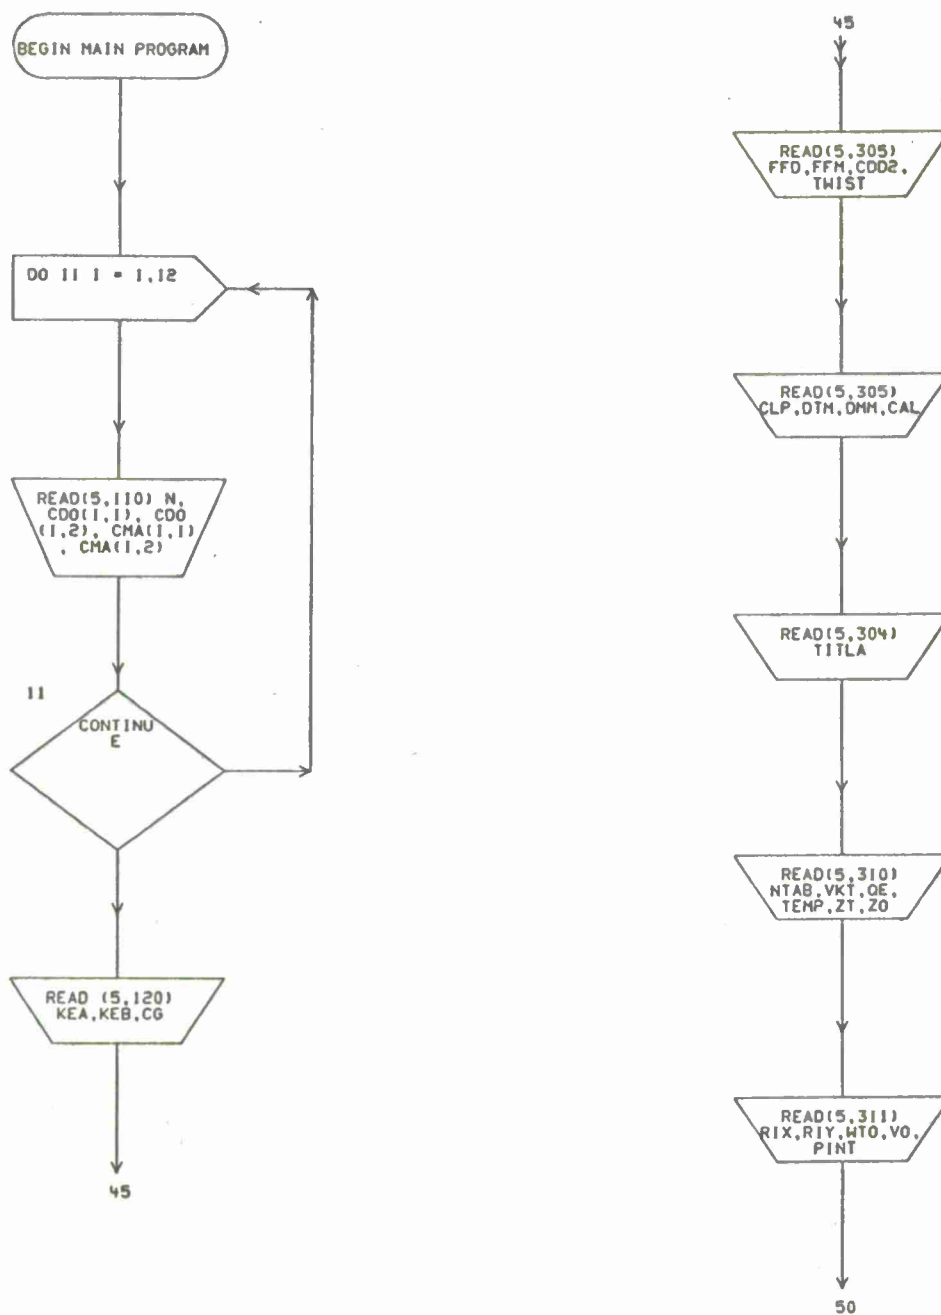 BEGIN MAIN PROGRAM
DO 11 I = 1,12
READ(5,110) N,
CDO(I,1), CDO
(I,2), CMA(I,1)
, CMA(I,2)
11
CONTINU
E
READ (5,120)
KEA,KEB,CG
45
45
READ(5,305)
FFD,FFM,CDD2,
TWIST
READ(5,305)
CLP,DTM,DMM,CAL
READ(5,304)
TITLA
READ(5,310)
NTAB,VKT,QE,
TEMP,ZT,ZO
READ(5,311)
RIX,RIY,WTO,VO,
PINT
50